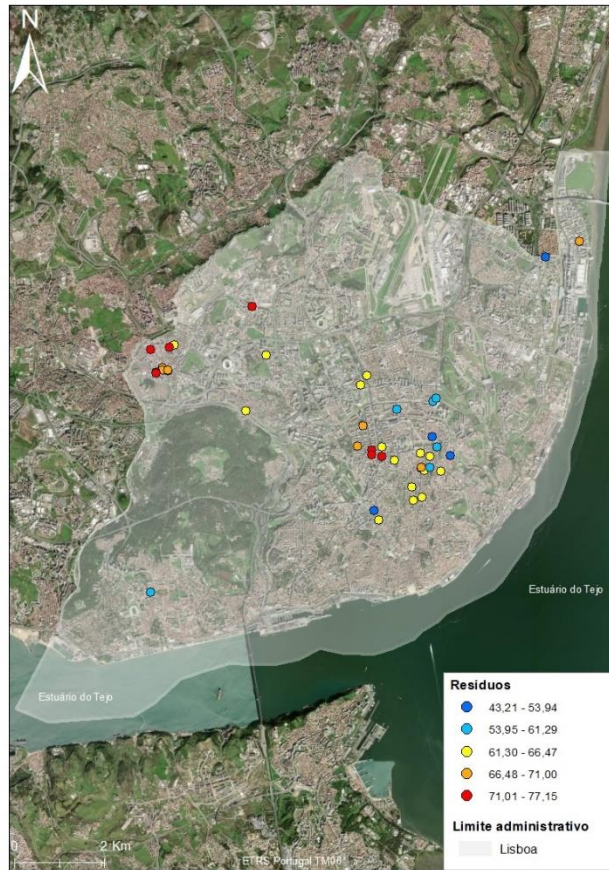 N
Estuário do Tejo
Estuário do Tejo
Residuos
43,21 - 53,94
53,95 - 61,29
61,30 - 66,47
66,48 - 71,00
71,01 - 77,15
Limite administrativo
Lisboa
0 2 Km
ETRS Portugal TM06